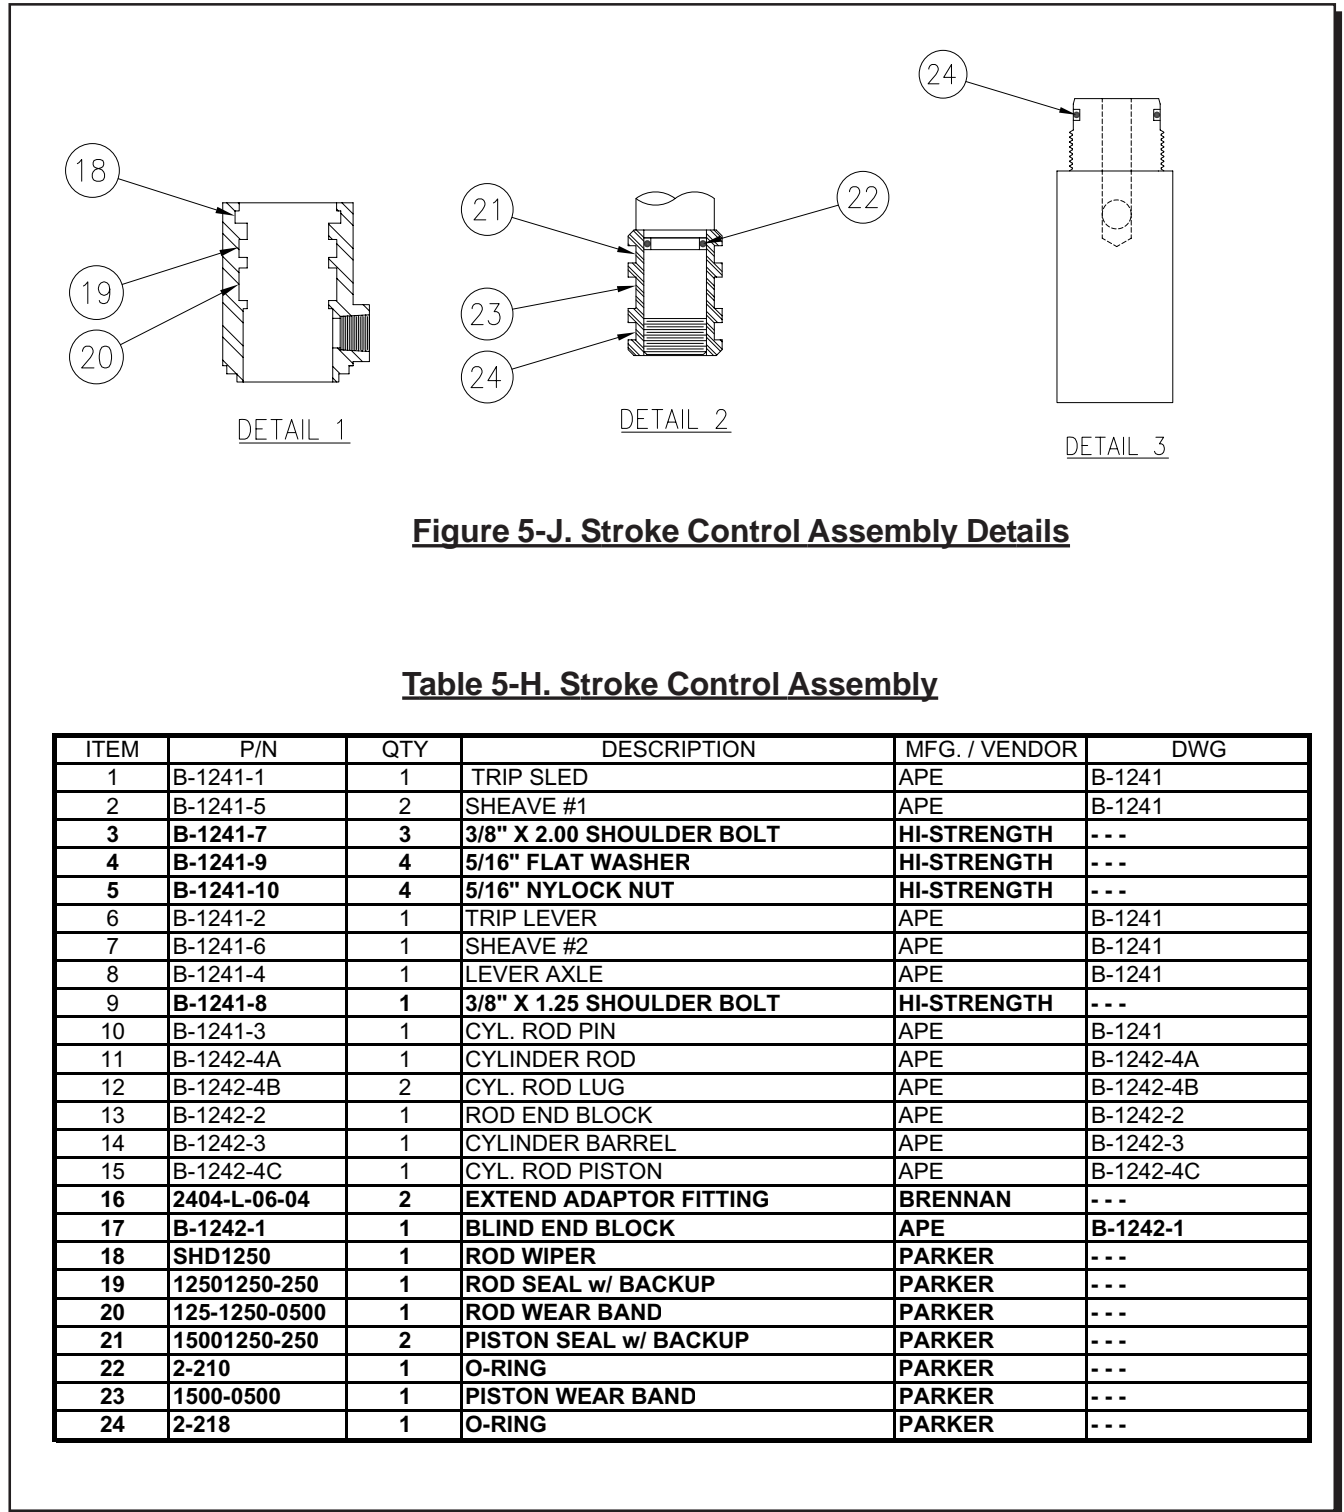 24
18
21
22
19
23
20
24
DETAIL 1
DETAIL 2
DETAIL 3
Figure 5-J. Stroke Control Assembly Details
Table 5-H. Stroke Control Assembly
ITEM P/N QTY DESCRIPTION MFG. / VENDOR DWG
1 B-1241-1 1 TRIP SLED APE B-1241
2 B-1241-5 2 SHEAVE #1 APE B-1241
3 B-1241-7 3 3/8" X 2.00 SHOULDER BOLT HI-STRENGTH - - -
4 B-1241-9 4 5/16" FLAT WASHER HI-STRENGTH - - -
5 B-1241-10 4 5/16" NYLOCK NUT HI-STRENGTH - - -
6 B-1241-2 1 TRIP LEVER APE B-1241
7 B-1241-6 1 SHEAVE #2 APE B-1241
8 B-1241-4 1 LEVER AXLE APE B-1241
9 B-1241-8 1 3/8" X 1.25 SHOULDER BOLT HI-STRENGTH - - -
10 B-1241-3 1 CYL. ROD PIN APE B-1241
11 B-1242-4A 1 CYLINDER ROD APE B-1242-4A
12 B-1242-4B 2 CYL. ROD LUG APE B-1242-4B
13 B-1242-2 1 ROD END BLOCK APE B-1242-2
14 B-1242-3 1 CYLINDER BARREL APE B-1242-3
15 B-1242-4C 1 CYL. ROD PISTON APE B-1242-4C
16 2404-L-06-04 2 EXTEND ADAPTOR FITTING BRENNAN - - -
17 B-1242-1 1 BLIND END BLOCK APE B-1242-1
18 SHD1250 1 ROD WIPER PARKER - - -
19 12501250-250 1 ROD SEAL w/ BACKUP PARKER - - -
20 125-1250-0500 1 ROD WEAR BAND PARKER - - -
21 15001250-250 2 PISTON SEAL w/ BACKUP PARKER - - -
22 2-210 1 O-RING PARKER - - -
23 1500-0500 1 PISTON WEAR BAND PARKER - - -
24 2-218 1 O-RING PARKER - - -